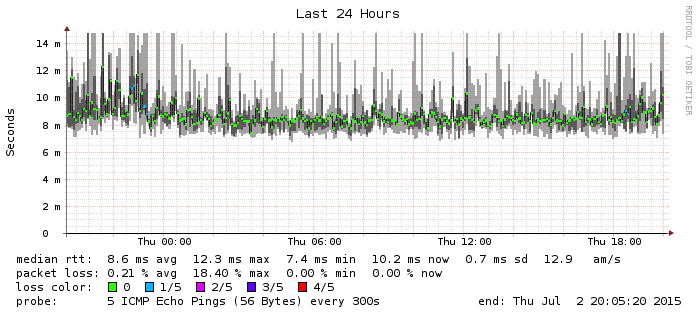 Last 24 Hours
RRDTOOL / TOBI OETIKER
Seconds
14 m
12 m
10 m
8 m
6 m
4 m
2 m
0
Thu 00:00 Thu 06:00 Thu 12:00 Thu 18:00
median rtt: 8.6 ms avg 12.3 ms max 7.4 ms min 10.2 ms now 0.7 ms sd 12.9 am/s
packet loss: 0.21 % avg 18.40 % max 0.00 % min 0.00 % now
loss color: 0 1/5 2/5 3/5 4/5
probe: 5 ICMP Echo Pings (56 Bytes) every 300s end: Thu Jul 2 20:05:20 2015